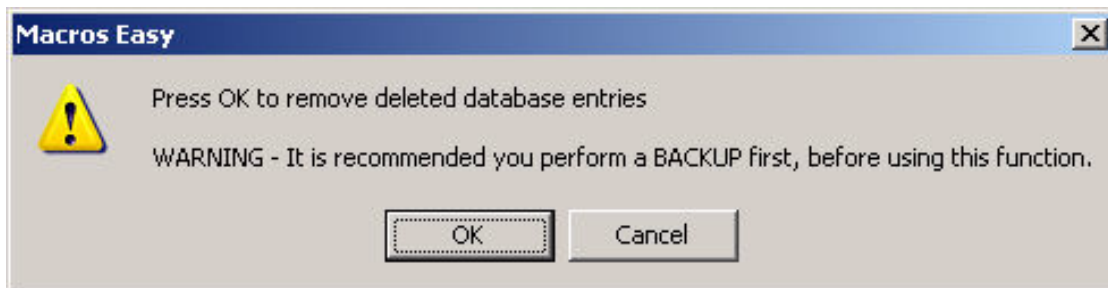 Macros Easy
Press OK to remove deleted database entries
WARNING - It is recommended you perform a BACKUP first, before using this function.
OK Cancel